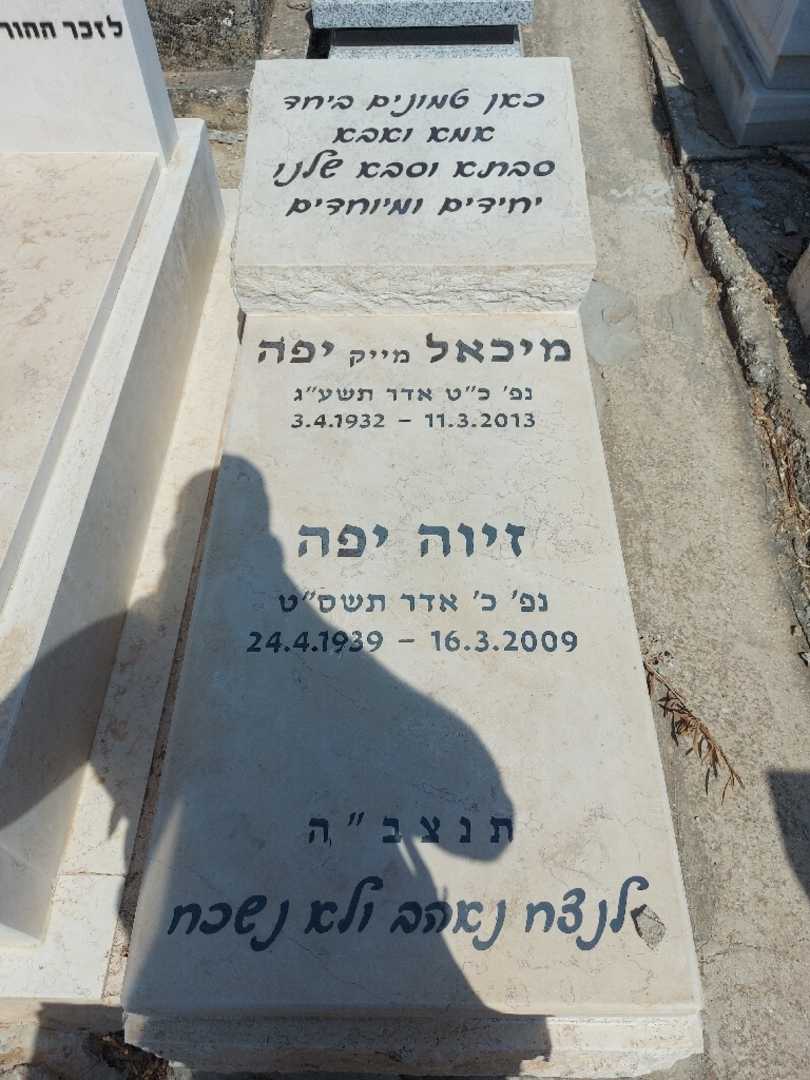 לזכר
כאן טמונים ביחד
אמא ואבא
סבתא וסבא שלנו
יחידים ומיוחדים
מיכאל מייק יפה
נפ' כ"ט אדר תשע"ג
3.4.1932 – 11.3.2013
זיוה יפה
נפ' כ' אדר תשס"ט
24.4.1939 – 16.3.2009
תנצב"ה
לנצח נאהב ולא נשכח